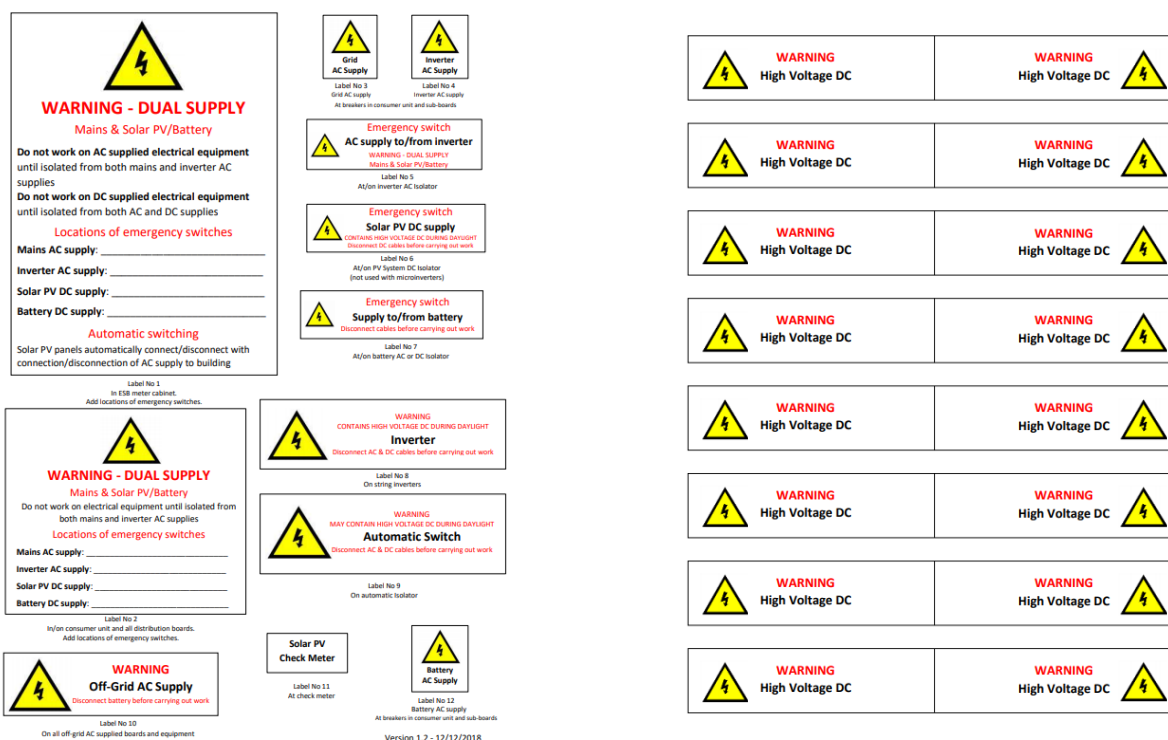 WARNING - DUAL SUPPLY
Mains & Solar PV/Battery
Do not work on AC supplied electrical equipment
until isolated from both mains and inverter AC
supplies
Do not work on DC supplied electrical equipment
until isolated from both AC and DC supplies
Locations of emergency switches
Mains AC supply: ____________________________
Inverter AC supply: __________________________
Solar PV DC supply: __________________________
Battery DC supply: ___________________________
Automatic switching
Solar PV panels automatically connect/disconnect with
connection/disconnection of AC supply to building
Label No 1
In ESB meter cabinet.
Add locations of emergency switches.
WARNING - DUAL SUPPLY
Mains & Solar PV/Battery
Do not work on electrical equipment until isolated from
both mains and inverter AC supplies
Locations of emergency switches
Mains AC supply: ____________________________
Inverter AC supply: __________________________
Solar PV DC supply: __________________________
Battery DC supply: ___________________________
Label No 2
In/on consumer unit and all distribution boards.
Add locations of emergency switches.
WARNING
Off-Grid AC Supply
Disconnect battery before carrying out work
Label No 10
On all off-grid AC supplied boards and equipment
Grid
AC Supply
Label No 3
Grid AC supply
Inverter
AC Supply
Label No 4
Inverter AC supply
At breakers in consumer unit and sub-boards
Emergency switch
AC supply to/from inverter
WARNING - DUAL SUPPLY
Mains & Solar PV/Battery
Label No 5
At/on inverter AC Isolator
Emergency switch
Solar PV DC supply
CONTAINS HIGH VOLTAGE DC DURING DAYLIGHT
Disconnect DC cables before carrying out work
Label No 6
At/on PV System DC Isolator
(not used with microinverters)
Emergency switch
Supply to/from battery
Disconnect cables before carrying out work
Label No 7
At/on battery AC or DC Isolator
WARNING
CONTAINS HIGH VOLTAGE DC DURING DAYLIGHT
Inverter
Disconnect AC & DC cables before carrying out work
Label No 8
On string inverters
WARNING
MAY CONTAIN HIGH VOLTAGE DC DURING DAYLIGHT
Automatic Switch
Disconnect AC & DC cables before carrying out work
Label No 9
On automatic Isolator
Solar PV
Check Meter
Label No 11
At check meter
Battery
AC Supply
Label No 12
Battery AC supply
At breakers in consumer unit and sub-boards
Version 1.2 - 12/12/2018
WARNING
High Voltage DC
WARNING
High Voltage DC
WARNING
High Voltage DC
WARNING
High Voltage DC
WARNING
High Voltage DC
WARNING
High Voltage DC
WARNING
High Voltage DC
WARNING
High Voltage DC
WARNING
High Voltage DC
WARNING
High Voltage DC
WARNING
High Voltage DC
WARNING
High Voltage DC
WARNING
High Voltage DC
WARNING
High Voltage DC
WARNING
High Voltage DC
WARNING
High Voltage DC